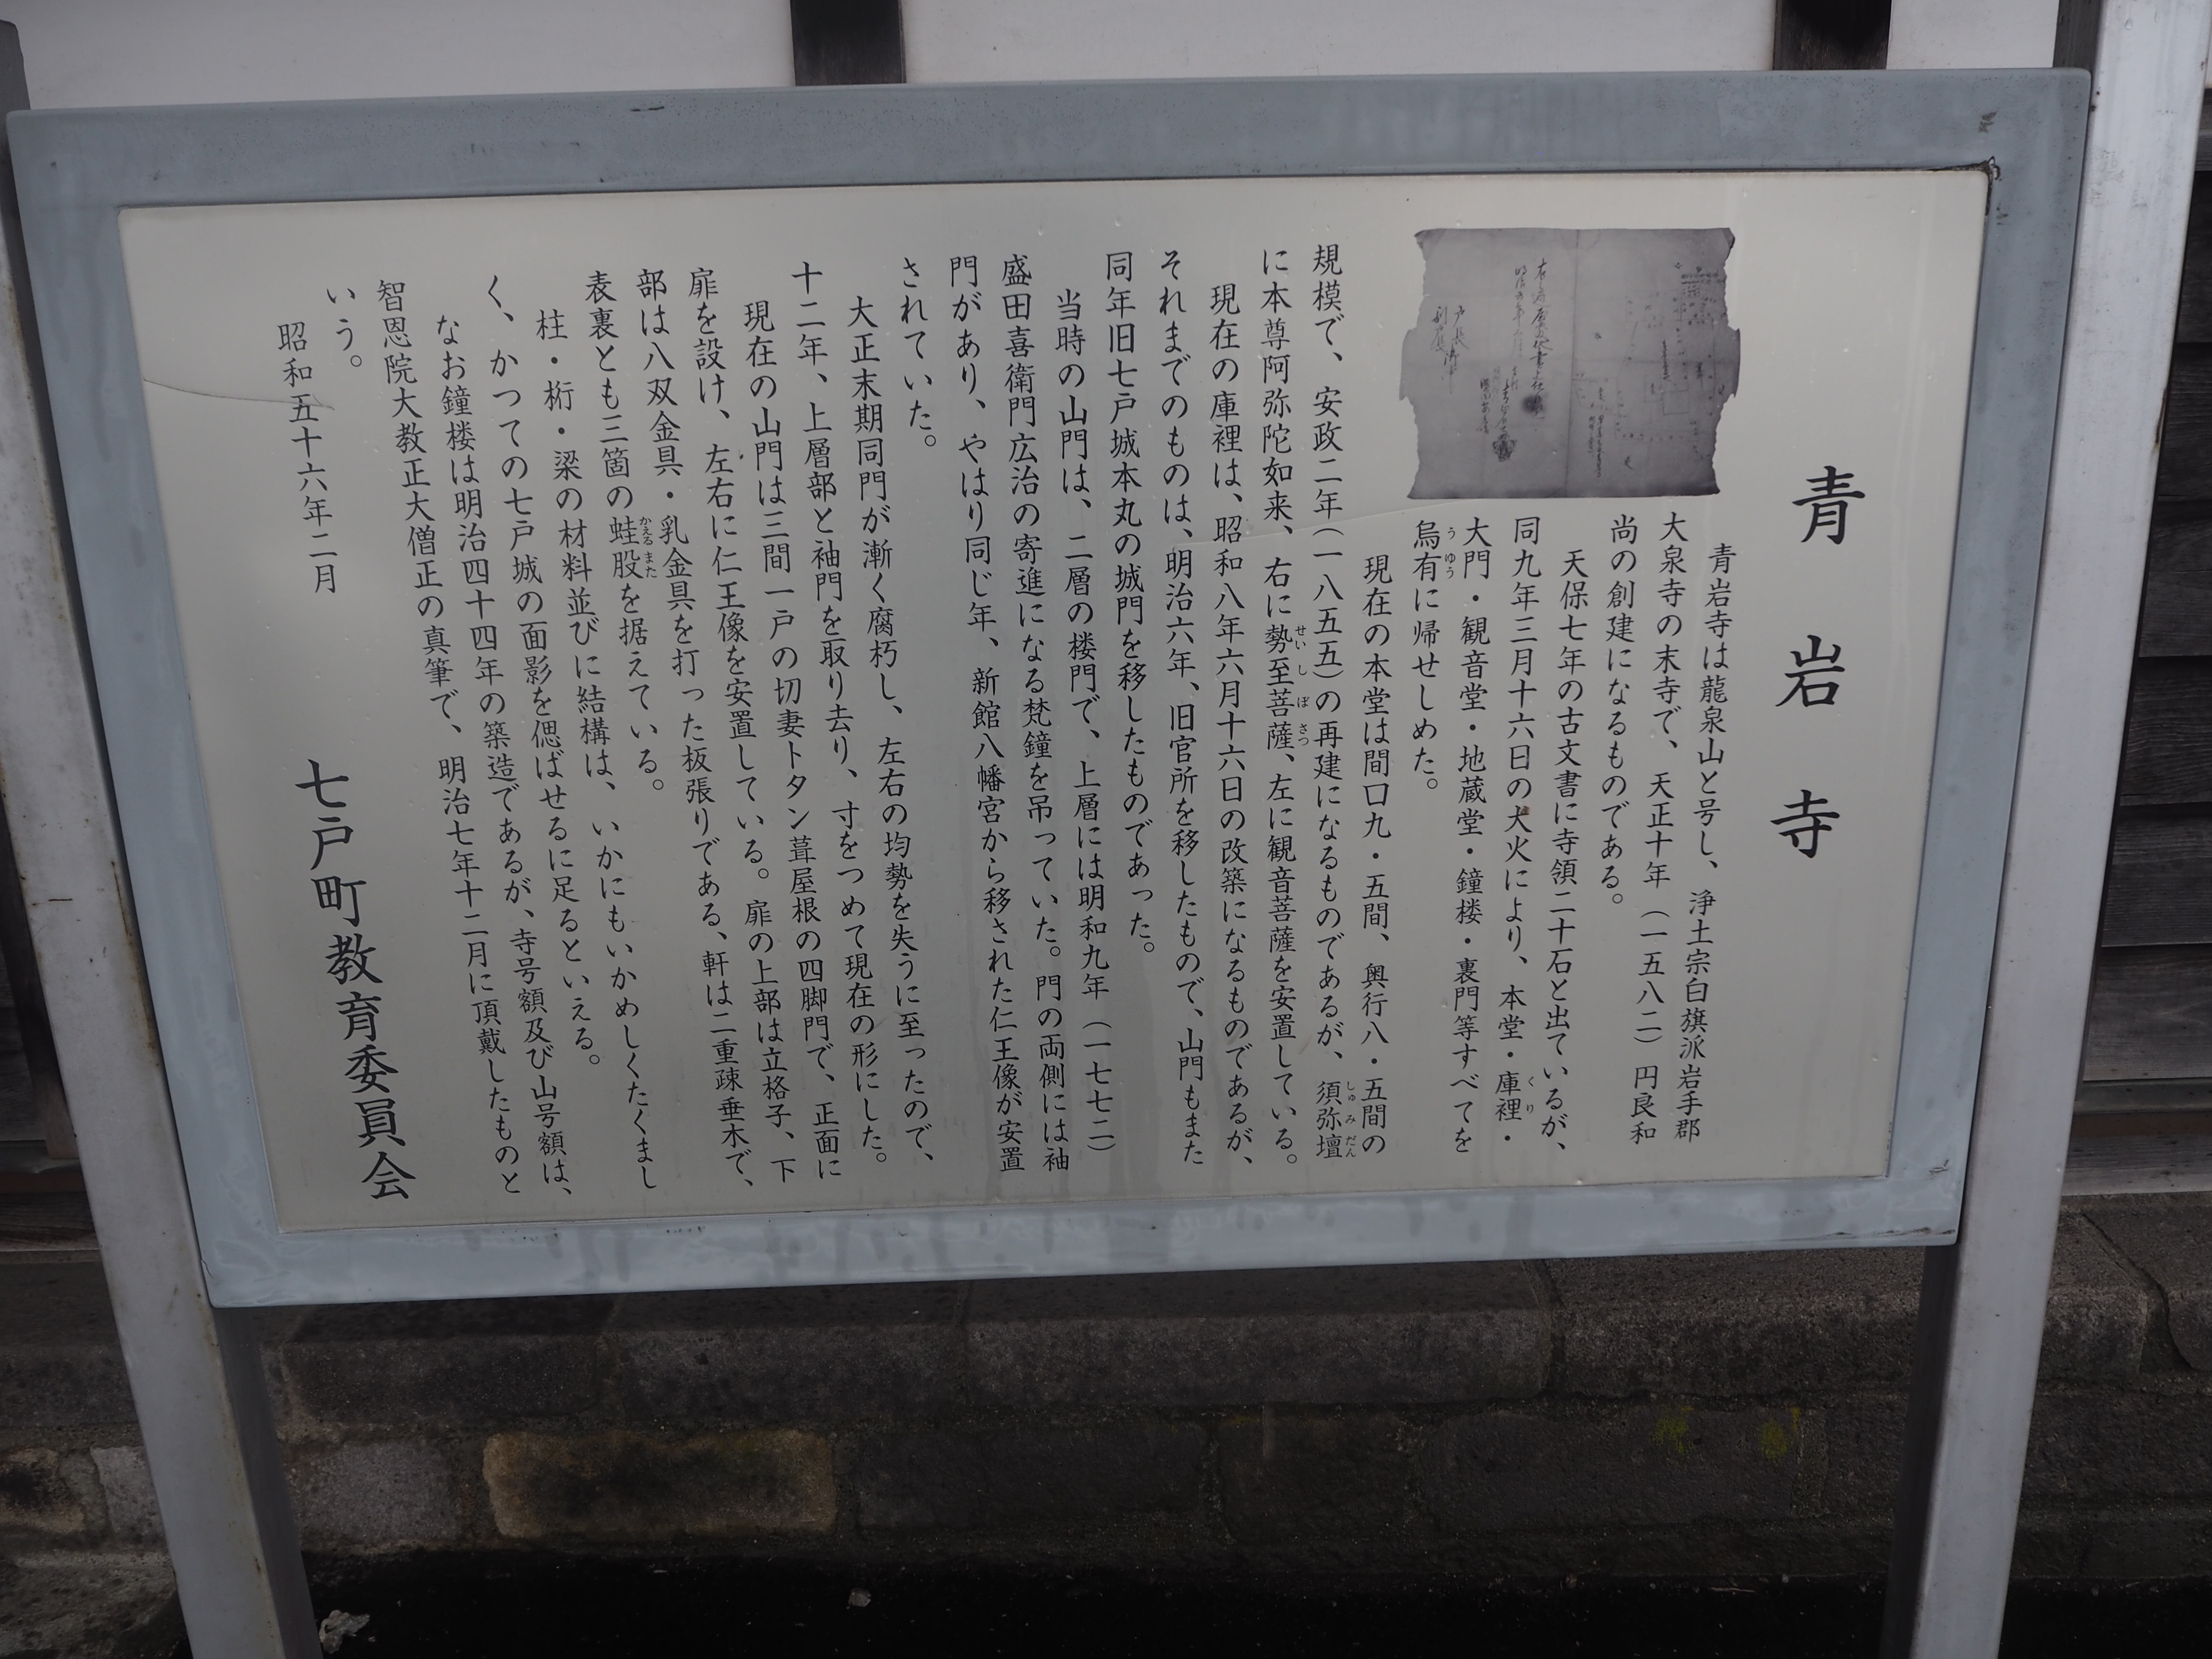 青岩寺
青岩寺は龍泉山と号し、浄土宗白旗派岩手郡
大泉寺の末寺で、天正十年（一五八二）円良和
尚の創建になるものである。
天保七年の古文書に寺領二十石と出ているが、
同九年三月十六日の犬火により、本堂・庫裡・
大門・観音堂・地蔵堂・鐘楼・裏門等すべてを
烏有に帰せしめた。
現在の本堂は間口九・五間、奥行八・五間の
規模で、安政二年（一八五五）の再建になるものであるが、須弥壇
に本尊阿弥陀如来、右に勢至菩薩、左に観音菩薩を安置している。
現在の庫裡は、昭和八年六月十六日の改築になるものであるが、
それまでのものは、明治六年、旧官所を移したもので、山門もまた
同年旧七戸城本丸の城門を移したものであった。
当時の山門は、二層の楼門で、上層には明和九年（一七七二）
盛田喜衛門広治の寄進になる梵鐘を吊っていた。門の両側には袖
門があり、やはり同じ年、新館八幡宮から移された仁王像が安置
されていた。
大正末期同門が漸く腐朽し、左右の均勢を失うに至ったので、
十二年、上層部と袖門を取り去り、寸をつめて現在の形にした。
現在の山門は三間一戸の切妻トタン葺屋根の四脚門で、正面に
扉を設け、左右に仁王像を安置している。扉の上部は立格子、下
部は八双金具・乳金具を打った板張りである、軒は二重疎垂木で、
表裏とも三箇の蛙股を据えている。
柱・桁・梁の材料並びに結構は、いかにもいかめしくたくまし
く、かつての七戸城の面影を偲ばせるに足るといえる。
なお鐘楼は明治四十四年の築造であるが、寺号額及び山号額は、
智恩院大教正大僧正の真筆で、明治七年十二月に頂戴したものと
いう。
昭和五十六年二月
七戸町教育委員会